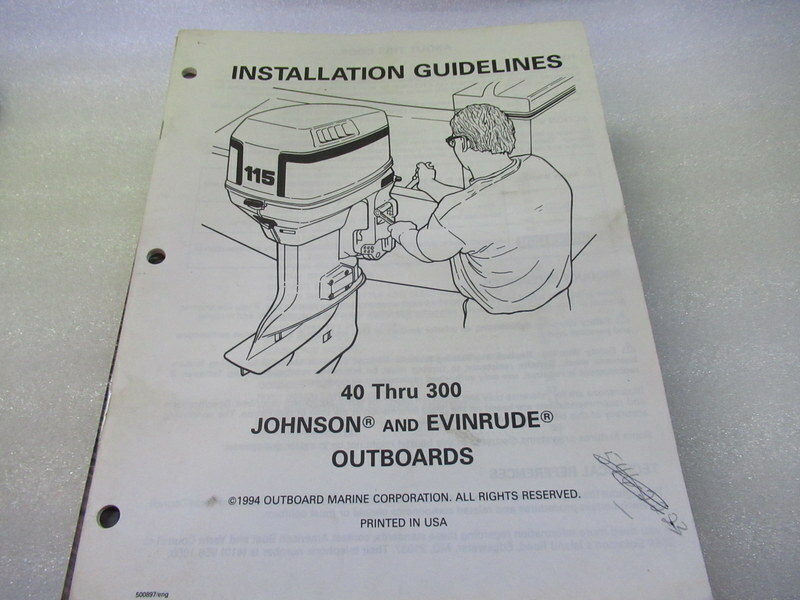 INSTALLATION GUIDELINES
115
40 Thru 300
JOHNSON® AND EVINRUDE®
OUTBOARDS
©1994 OUTBOARD MARINE CORPORATION. ALL RIGHTS RESERVED.
PRINTED IN USA
500897/eng